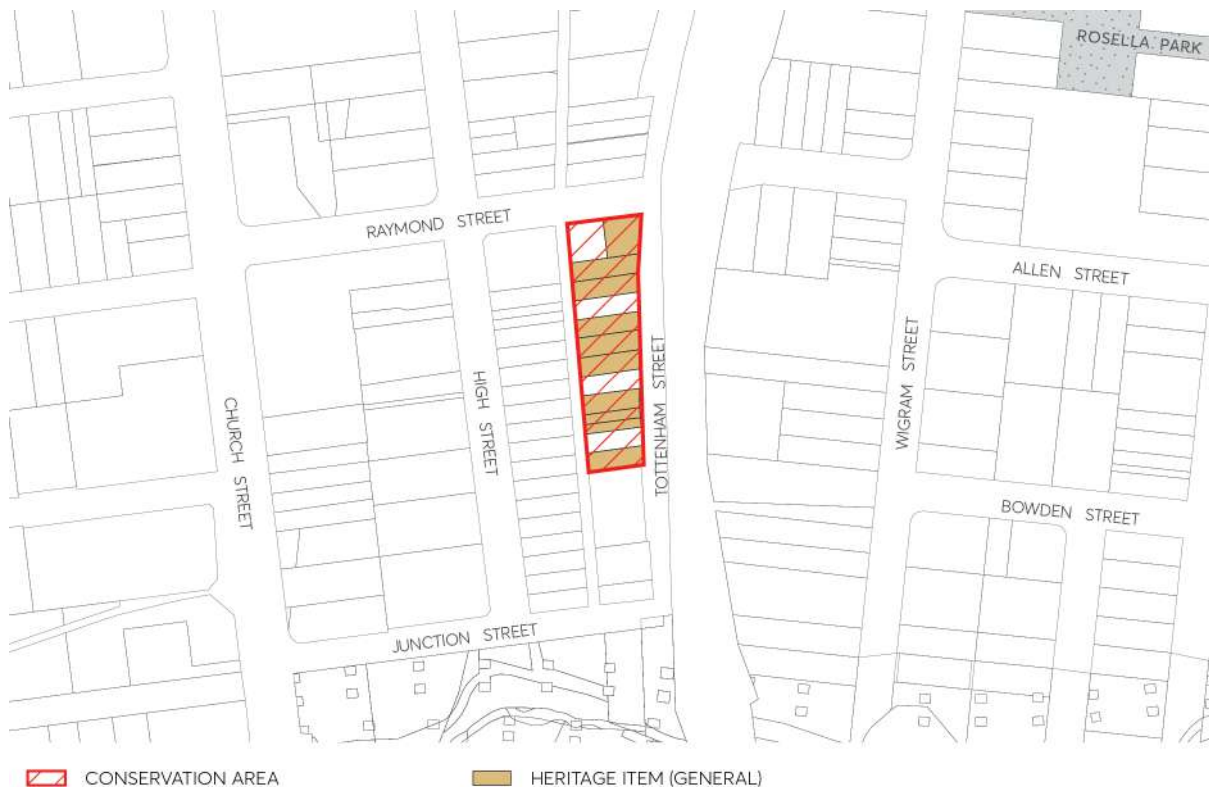 ROSELLA PARK
RAYMOND STREET
ALLEN STREET
CHURCH STREET
HIGH STREET
TOTTENHAM STREET
WIGRAM STREET
BOWDEN STREET
JUNCTION STREET
CONSERVATION AREA
HERITAGE ITEM (GENERAL)